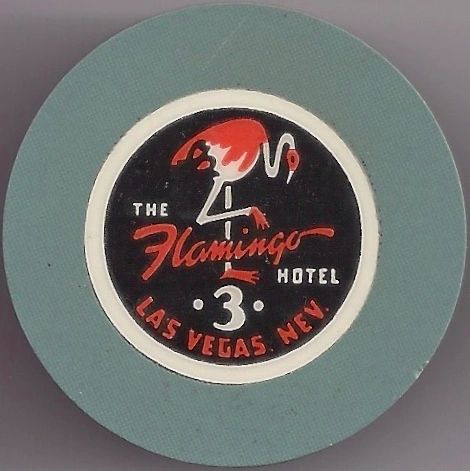 THE
Flamingo
HOTEL
·3·
LAS VEGAS. NEV.